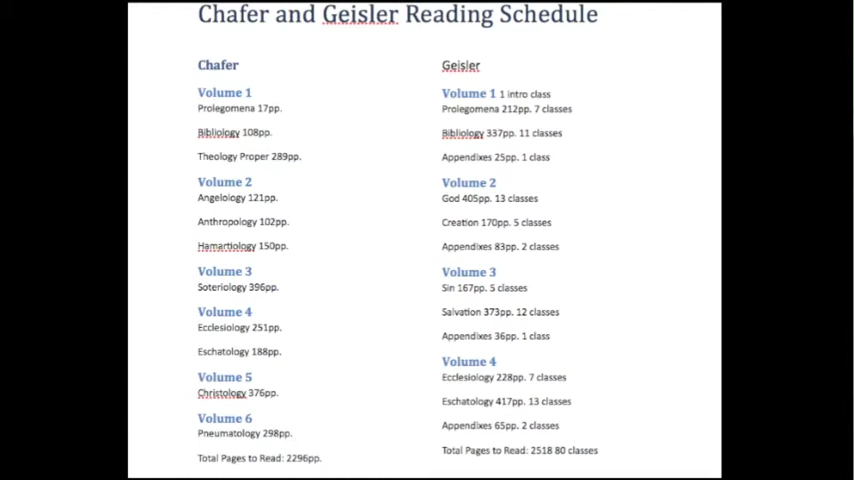 Chafer and Geisler Reading Schedule
Chafer
Volume 1
Prolegomena 17pp.
Bibliology 108pp.
Theology Proper 289pp.
Volume 2
Angelology 121pp.
Anthropology 102pp.
Hamartiology 150pp.
Volume 3
Soteriology 396pp.
Volume 4
Ecclesiology 251pp.
Eschatology 188pp.
Volume 5
Christology 376pp.
Volume 6
Pneumatology 298pp.
Total Pages to Read: 2296pp.
Geisler
Volume 1 1 intro class
Prolegomena 212pp. 7 classes
Bibliology 337pp. 11 classes
Appendixes 25pp. 1 class
Volume 2
God 405pp. 13 classes
Creation 170pp. 5 classes
Appendixes 83pp. 2 classes
Volume 3
Sin 167pp. 5 classes
Salvation 373pp. 12 classes
Appendixes 36pp. 1 class
Volume 4
Ecclesiology 228pp. 7 classes
Eschatology 417pp. 13 classes
Appendixes 65pp. 2 classes
Total Pages to Read: 2518 80 classes